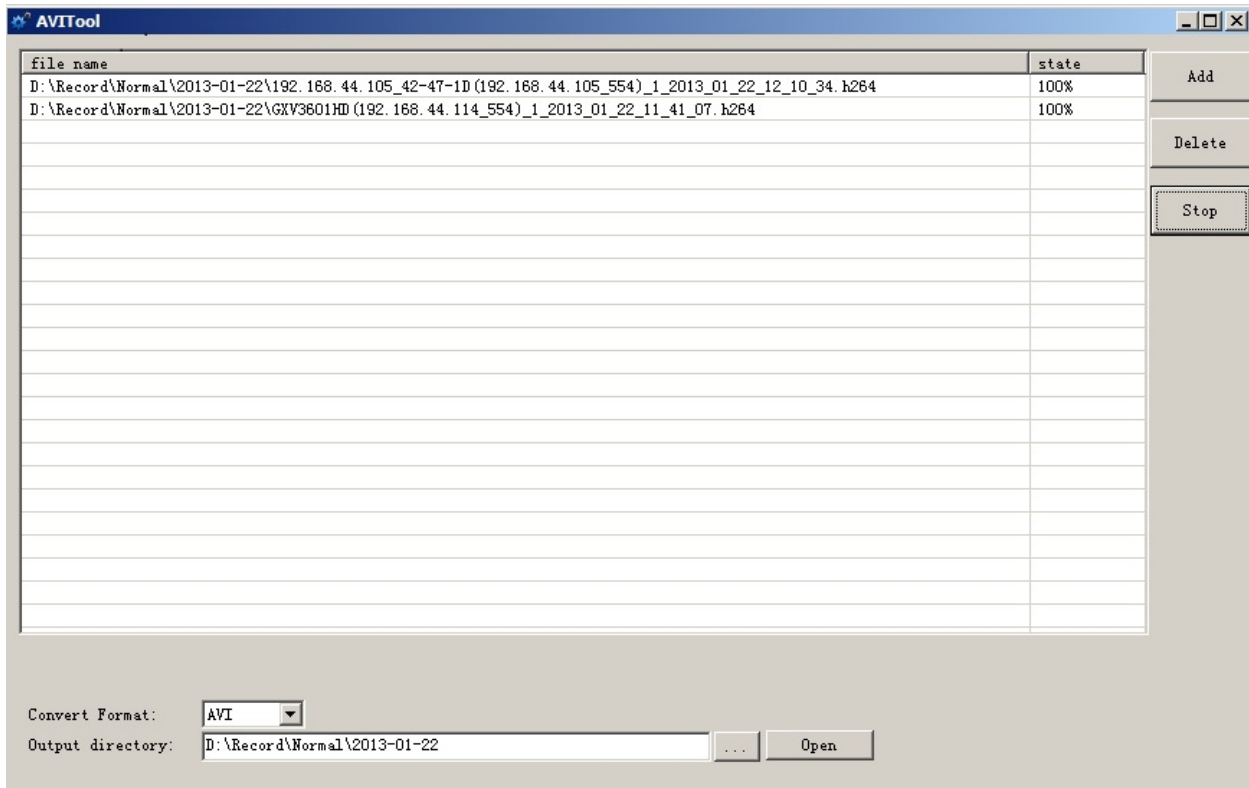 AVITool
file name state
D:\Record\Normal\2013-01-22\192.168.44.105_42-47-1D(192.168.44.105_554)_1_2013_01_22_12_10_34.h264 100%
D:\Record\Normal\2013-01-22\GXV3601HD(192.168.44.114_554)_1_2013_01_22_11_41_07.h264 100%
Add
Delete
Stop
Convert Format: AVI
Output directory: D:\Record\Normal\2013-01-22 ... Open